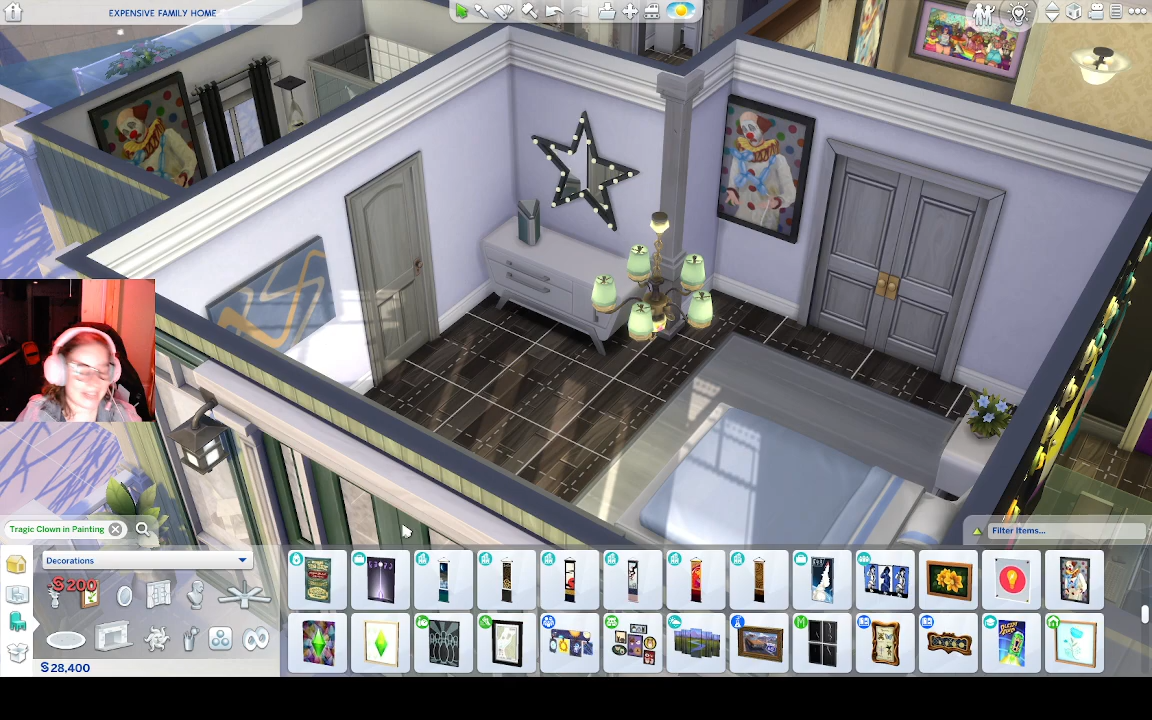 EXPENSIVE FAMILY HOME
Tragic Clown in Painting
Filter Items...
Decorations
-§200
§28,400